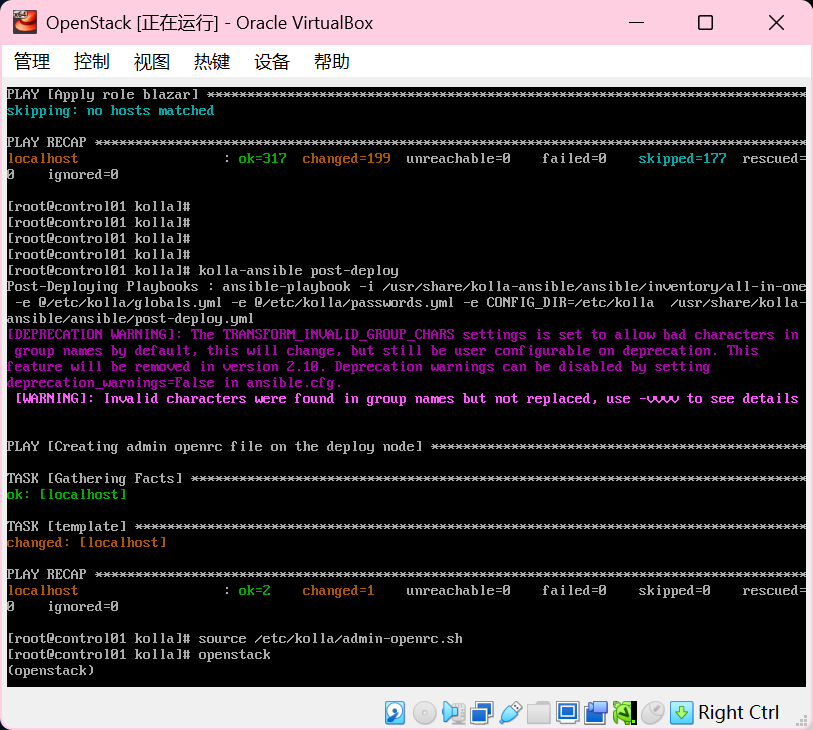 OpenStack [正在运行] - Oracle VirtualBox
管理 控制 视图 热键 设备 帮助
PLAY [Apply role blazar] ***************************************************************************
skipping: no hosts matched
PLAY RECAP *****************************************************************************************
localhost : ok=317 changed=199 unreachable=0 failed=0 skipped=177 rescued=
0 ignored=0
[root@control01 kolla]#
[root@control01 kolla]#
[root@control01 kolla]#
[root@control01 kolla]#
[root@control01 kolla]# kolla-ansible post-deploy
Post-Deploying Playbooks : ansible-playbook -i /usr/share/kolla-ansible/ansible/inventory/all-in-one
-e @/etc/kolla/globals.yml -e @/etc/kolla/passwords.yml -e CONFIG_DIR=/etc/kolla /usr/share/kolla-
ansible/ansible/post-deploy.yml
[DEPRECATION WARNING]: The TRANSFORM_INVALID_GROUP_CHARS settings is set to allow bad characters in
group names by default, this will change, but still be user configurable on deprecation. This
feature will be removed in version 2.10. Deprecation warnings can be disabled by setting
deprecation_warnings=False in ansible.cfg.
[WARNING]: Invalid characters were found in group names but not replaced, use -vvvv to see details
PLAY [Creating admin openrc file on the deploy node] ***********************************************
TASK [Gathering Facts] *****************************************************************************
ok: [localhost]
TASK [template] ************************************************************************************
changed: [localhost]
PLAY RECAP *****************************************************************************************
localhost : ok=2 changed=1 unreachable=0 failed=0 skipped=0 rescued=
0 ignored=0
[root@control01 kolla]# source /etc/kolla/admin-openrc.sh
[root@control01 kolla]# openstack
(openstack)
Right Ctrl